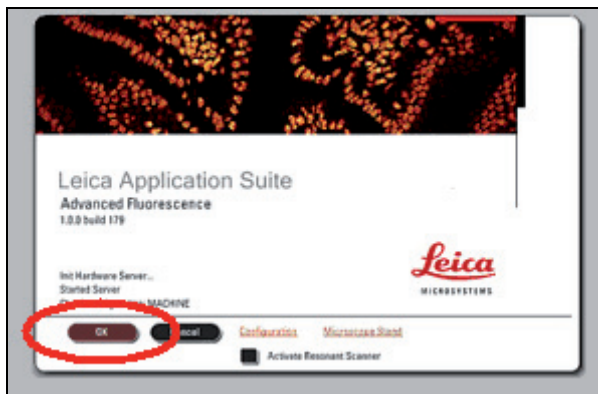 Leica Application Suite
Advanced Fluorescence
1.0.0 build 179
Leica
MICROSYSTEMS
Init Hardware Server...
Started Server
MACHINE
OK
Configuration Microscope Stand
Activate Resonant Scanner